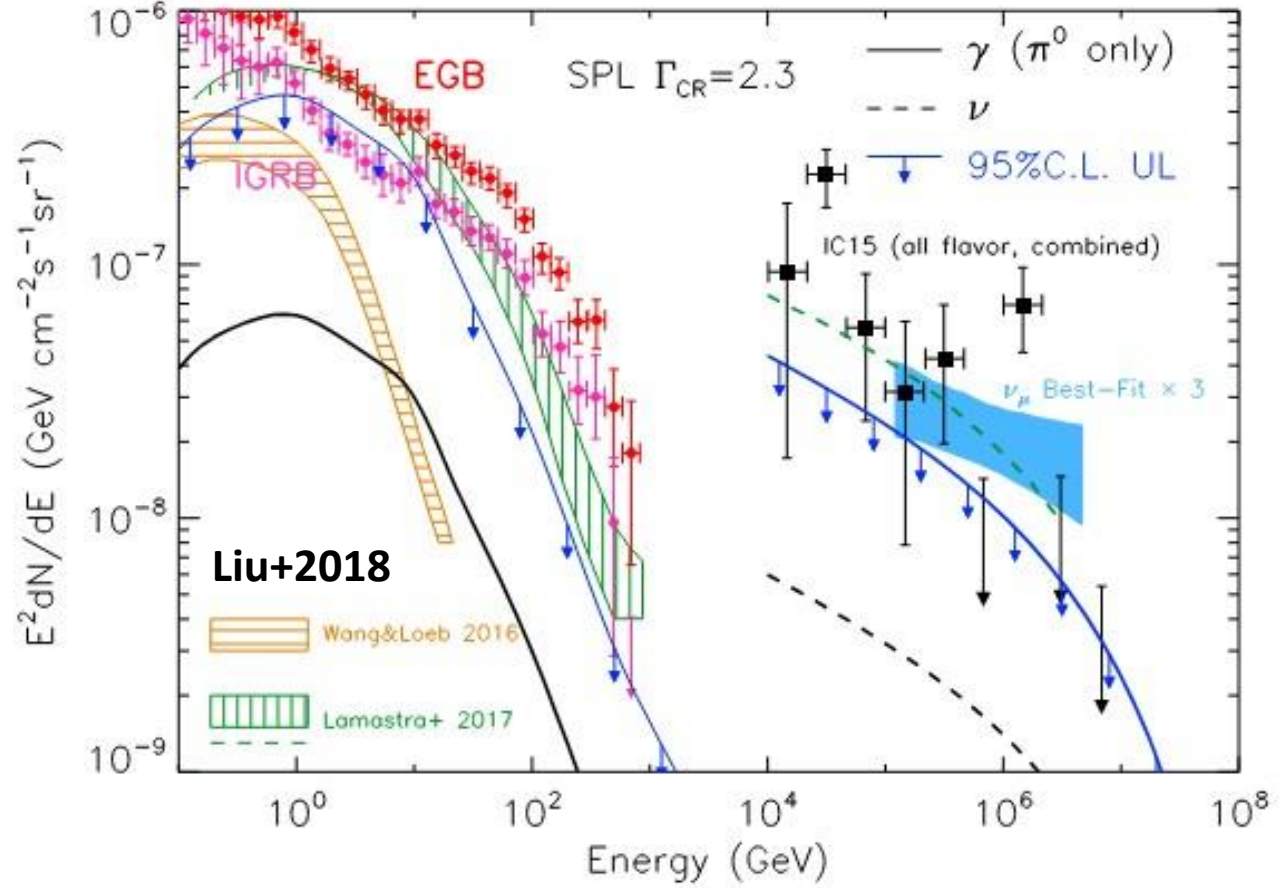 E²dN/dE (GeV cm⁻²s⁻¹sr⁻¹)
10⁻⁶
10⁻⁷
10⁻⁸
10⁻⁹
EGB
SPL Γ_CR=2.3
γ (π⁰ only)
ν
95%C.L. UL
IGRB
IC15 (all flavor, combined)
ν_μ Best-Fit × 3
Liu+2018
Wang&Loeb 2016
Lamastra+ 2017
10⁰
10²
10⁴
10⁶
10⁸
Energy (GeV)